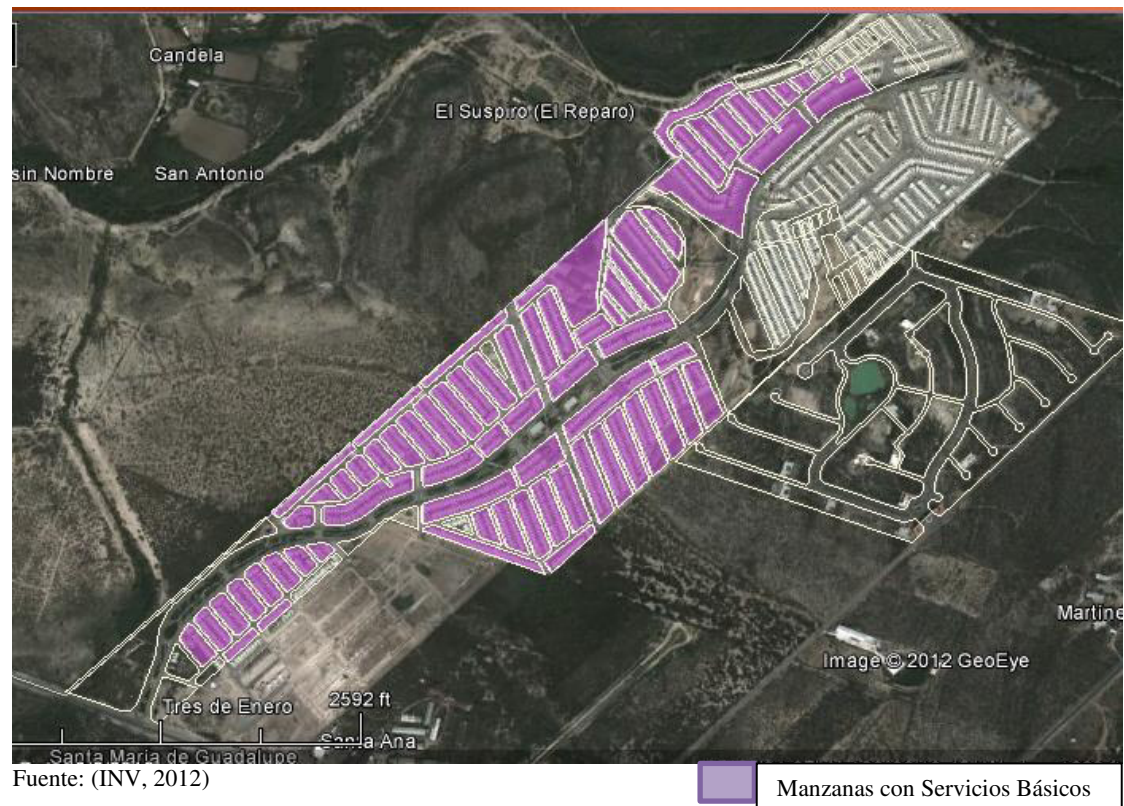 Candela
El Suspiro (El Reparo)
sin Nombre
San Antonio
Martine
Image © 2012 GeoEye
Tres de Enero
2592 ft
Santa Ana
Santa Maria de Guadalupe
Fuente: (INV, 2012)
Manzanas con Servicios Básicos